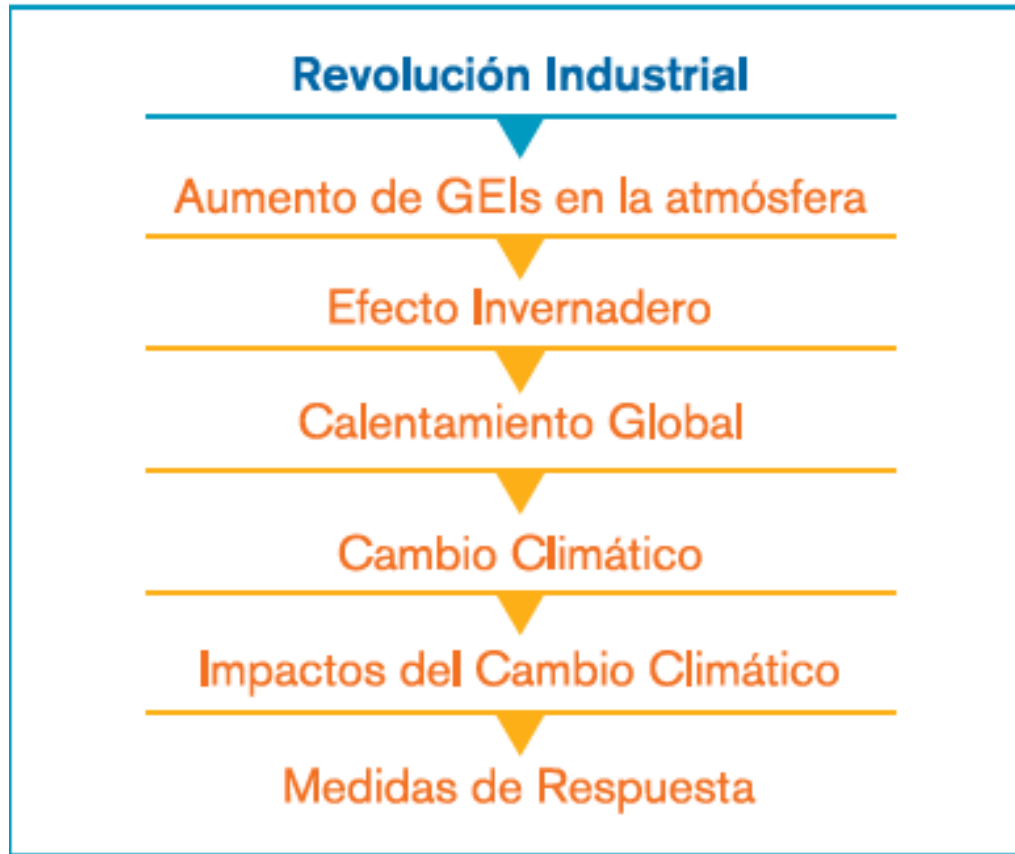 Revolución Industrial
Aumento de GEIs en la atmósfera
Efecto Invernadero
Calentamiento Global
Cambio Climático
Impactos del Cambio Climático
Medidas de Respuesta